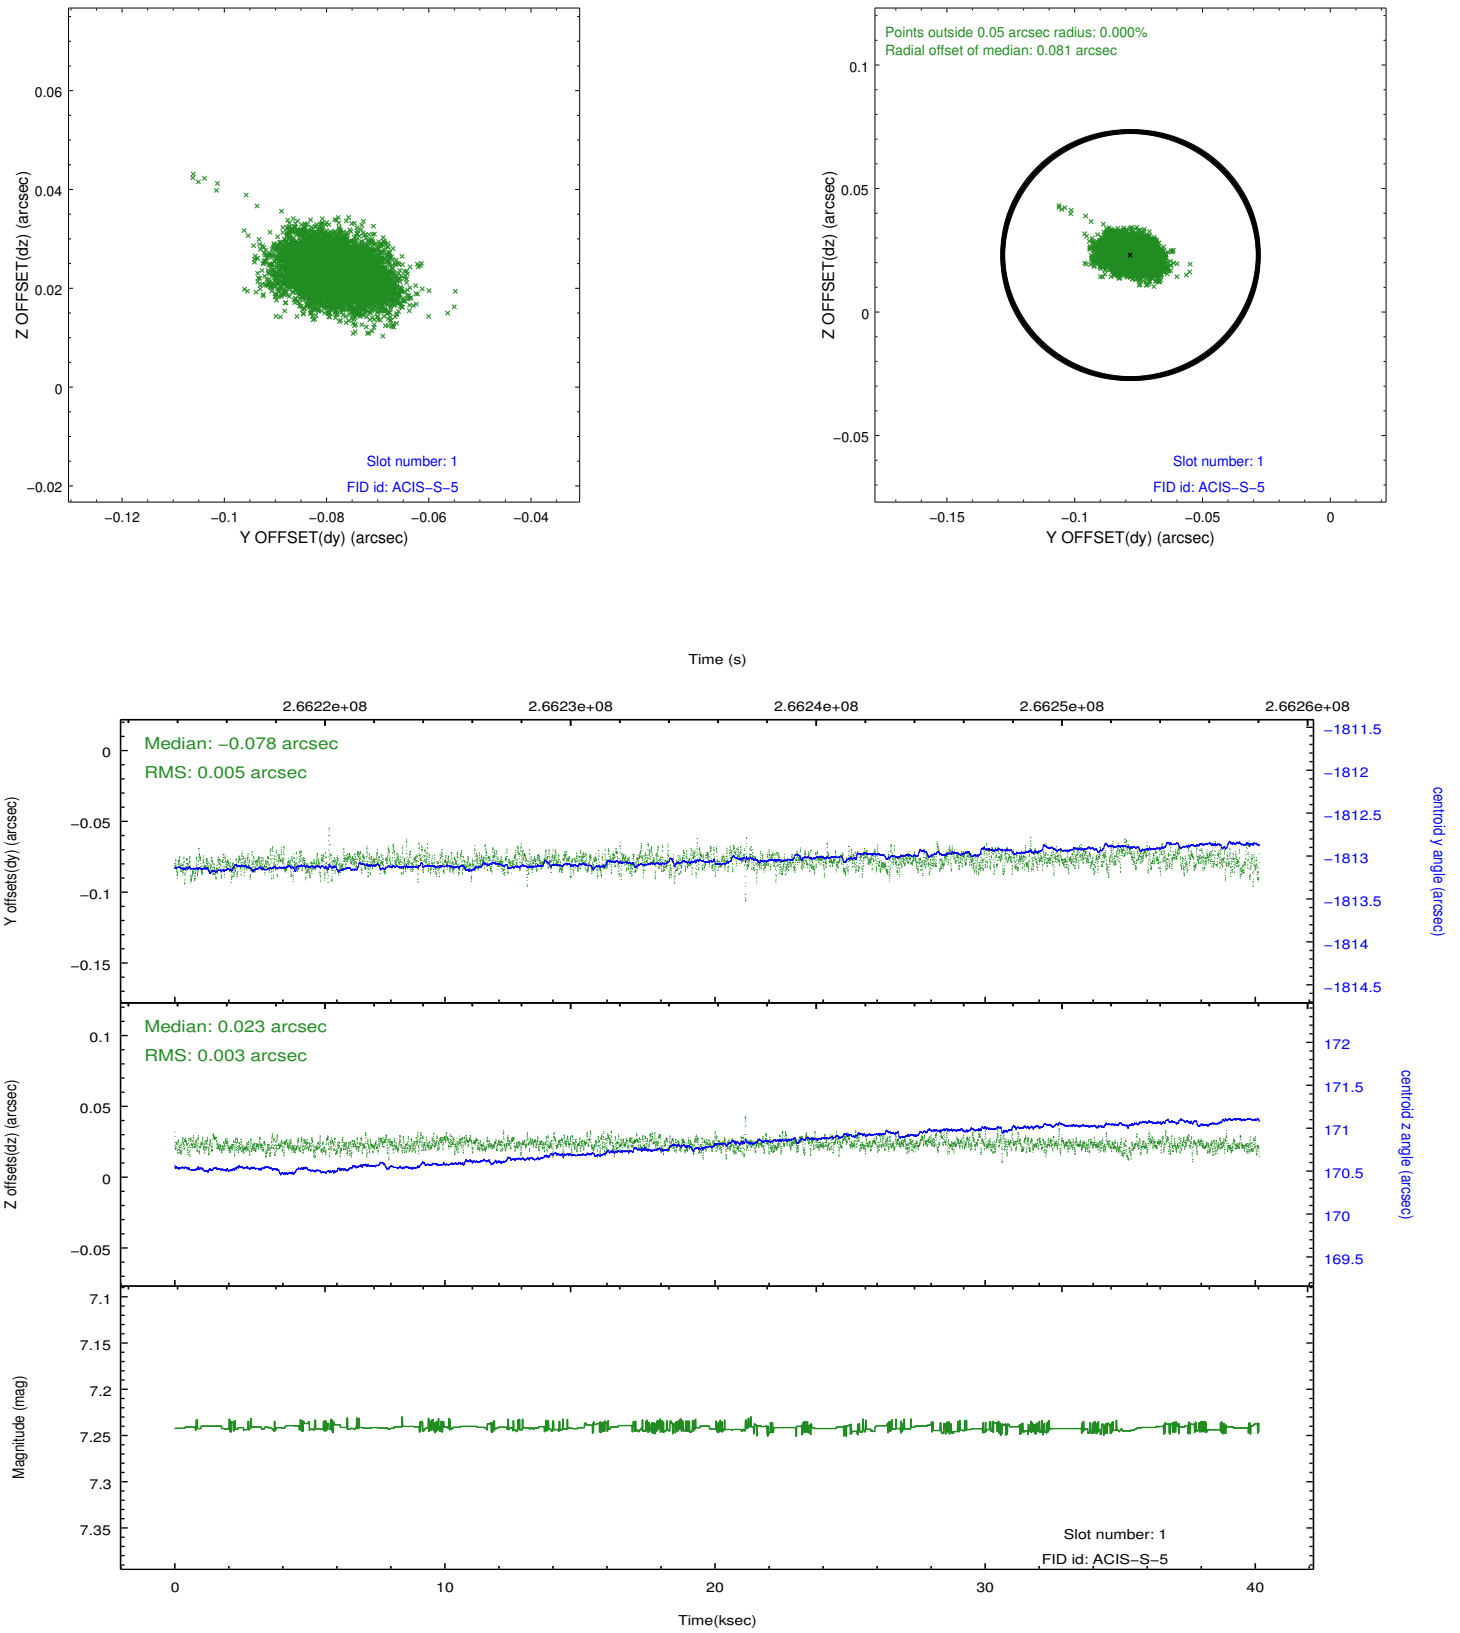 0.06
0.04
0.02
0
−0.02
Z OFFSET(dz) (arcsec)
Slot number: 1
FID id: ACIS−S−5
−0.12 −0.1 −0.08 −0.06 −0.04
Y OFFSET(dy) (arcsec)
Points outside 0.05 arcsec radius: 0.000%
Radial offset of median: 0.081 arcsec
0.1
0.05
0
−0.05
Z OFFSET(dz) (arcsec)
Slot number: 1
FID id: ACIS−S−5
−0.15 −0.1 −0.05 0
Y OFFSET(dy) (arcsec)
Time (s)
2.6622e+08 2.6623e+08 2.6624e+08 2.6625e+08 2.6626e+08
Median: −0.078 arcsec
RMS: 0.005 arcsec
0
−0.05
−0.1
−0.15
Y offsets(dy) (arcsec)
−1811.5
−1812
−1812.5
−1813
−1813.5
−1814
−1814.5
centroid y angle (arcsec)
Median: 0.023 arcsec
RMS: 0.003 arcsec
0.1
0.05
0
−0.05
Z offsets(dz) (arcsec)
172
171.5
171
170.5
170
169.5
centroid z angle (arcsec)
7.1
7.15
7.2
7.25
7.3
7.35
Magnitude (mag)
Slot number: 1
FID id: ACIS−S−5
0 10 20 30 40
Time(ksec)